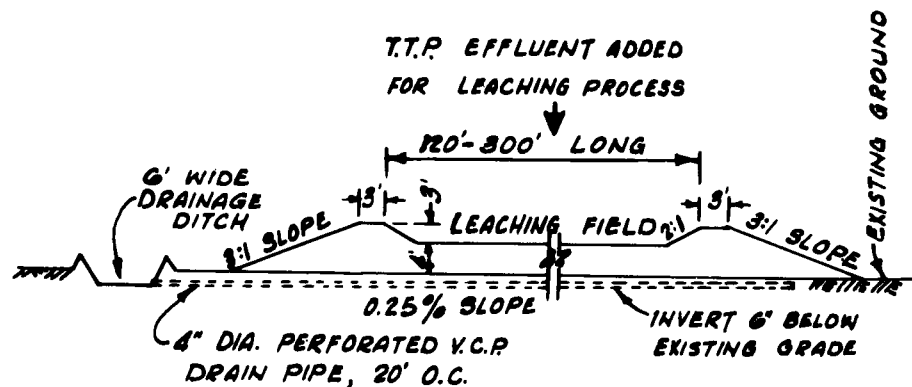 T.T.P. EFFLUENT ADDED
FOR LEACHING PROCESS
120'-300' LONG
EXISTING GROUND
6' WIDE
DRAINAGE
DITCH
3'
3'
3'
3:1 SLOPE
LEACHING FIELD
2:1
3:1 SLOPE
0.25% SLOPE
4" DIA. PERFORATED V.C.P.
DRAIN PIPE, 20' O.C.
INVERT 6" BELOW
EXISTING GRADE